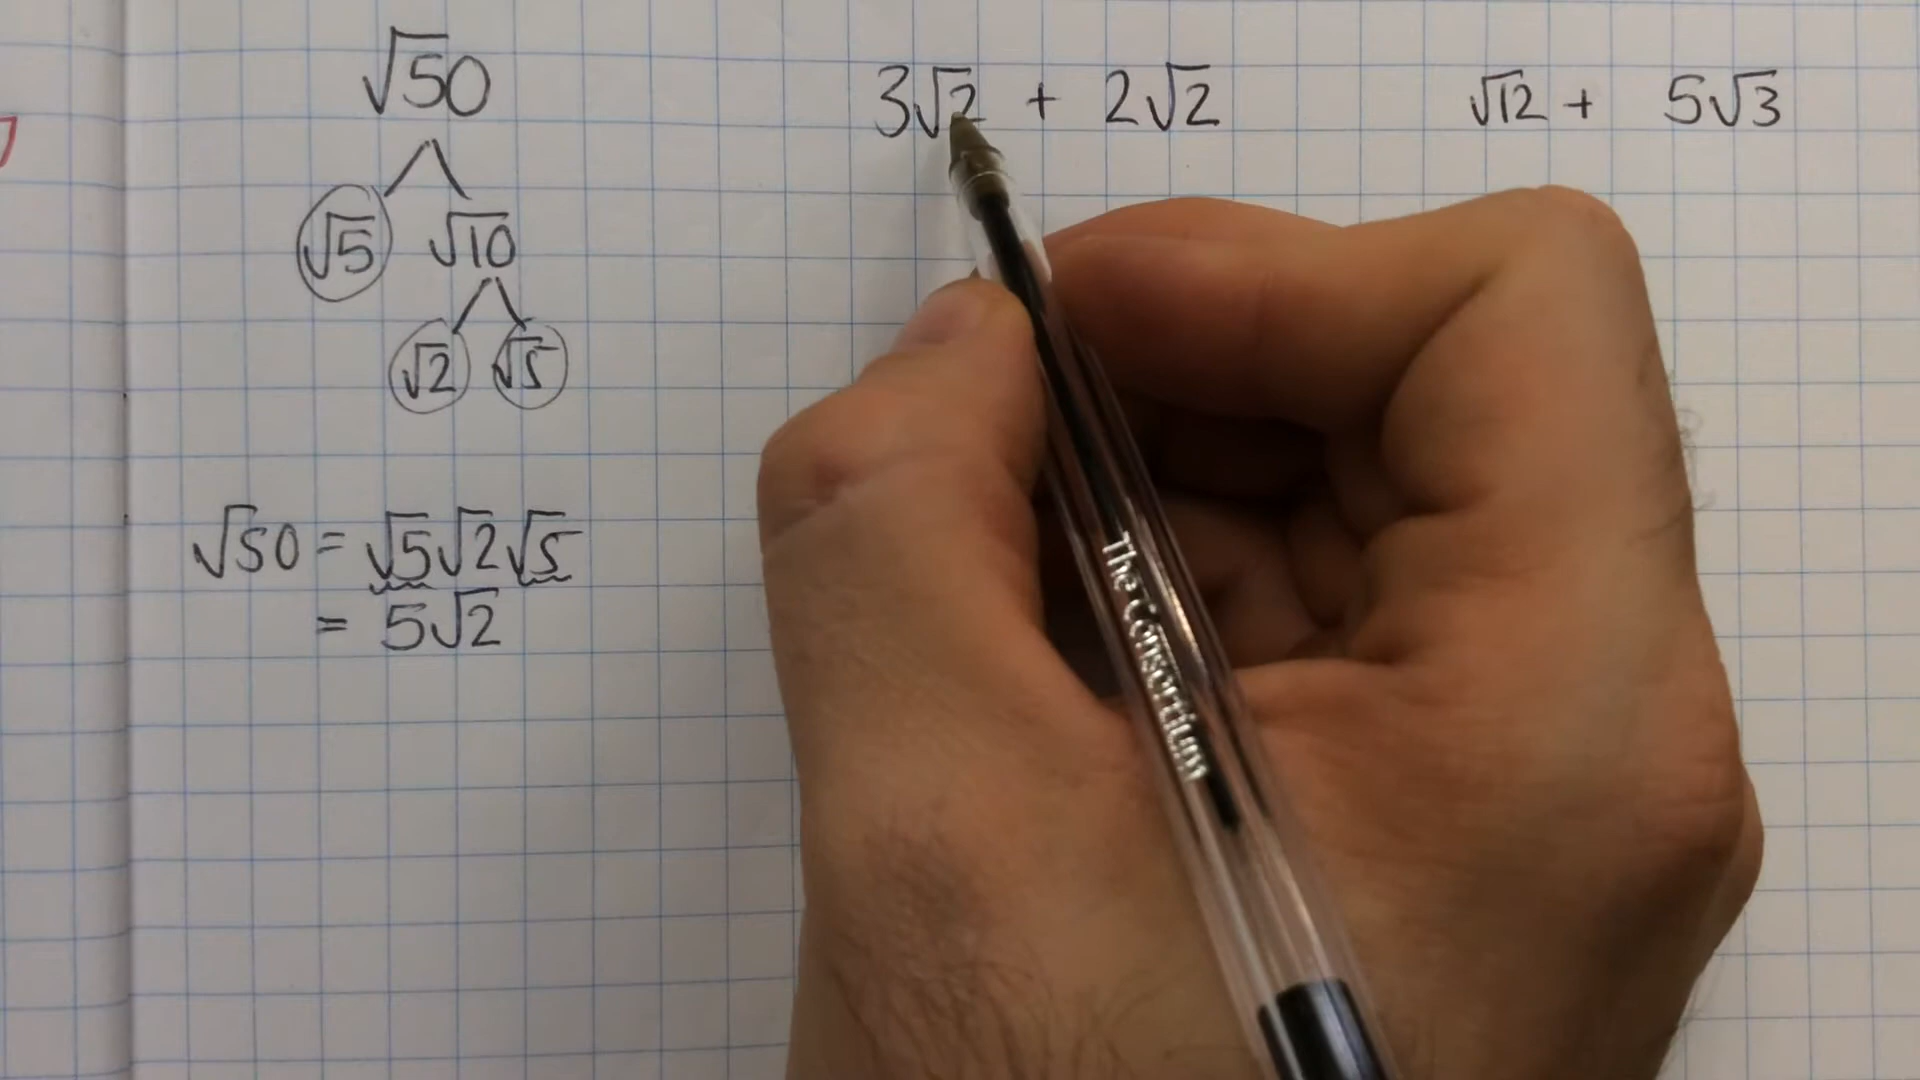 √50
√5 √10
√2 √5
√50 = √5√2√5
= 5√2
3√2 + 2√2
√12 + 5√3
The Consortium